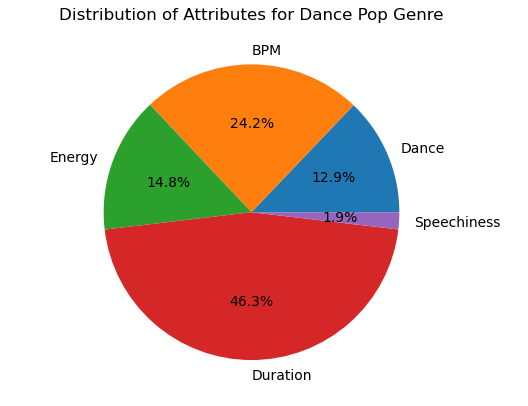 Distribution of Attributes for Dance Pop Genre
BPM
24.2%
Energy
Dance
14.8%
12.9%
1.9%
Speechiness
46.3%
Duration